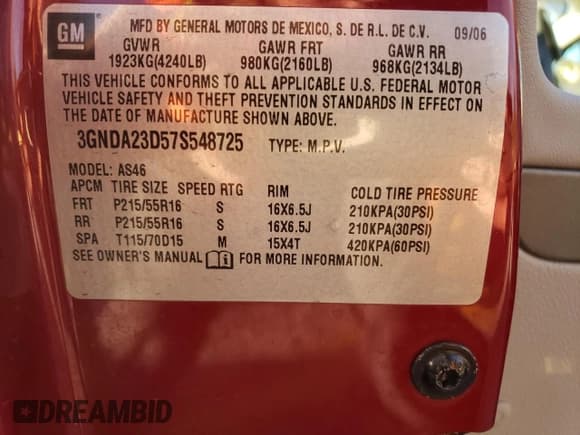 GM
MFD BY GENERAL MOTORS DE MEXICO, S. DE R.L. DE C.V. 09/06
GVWR GAWR FRT GAWR RR
1923KG(4240LB) 980KG(2160LB) 968KG(2134LB)
THIS VEHICLE CONFORMS TO ALL APPLICABLE U.S. FEDERAL MOTOR
VEHICLE SAFETY AND THEFT PREVENTION STANDARDS IN EFFECT ON
THE DATE OF MANUFACTURE SHOWN ABOVE.
3GNDA23D57S548725 TYPE: M.P.V.
MODEL: AS46
APCM TIRE SIZE SPEED RTG RIM COLD TIRE PRESSURE
FRT P215/55R16 S 16X6.5J 210KPA(30PSI)
RR P215/55R16 S 16X6.5J 210KPA(30PSI)
SPA T115/70D15 M 15X4T 420KPA(60PSI)
SEE OWNER'S MANUAL FOR MORE INFORMATION.
DREAMBID